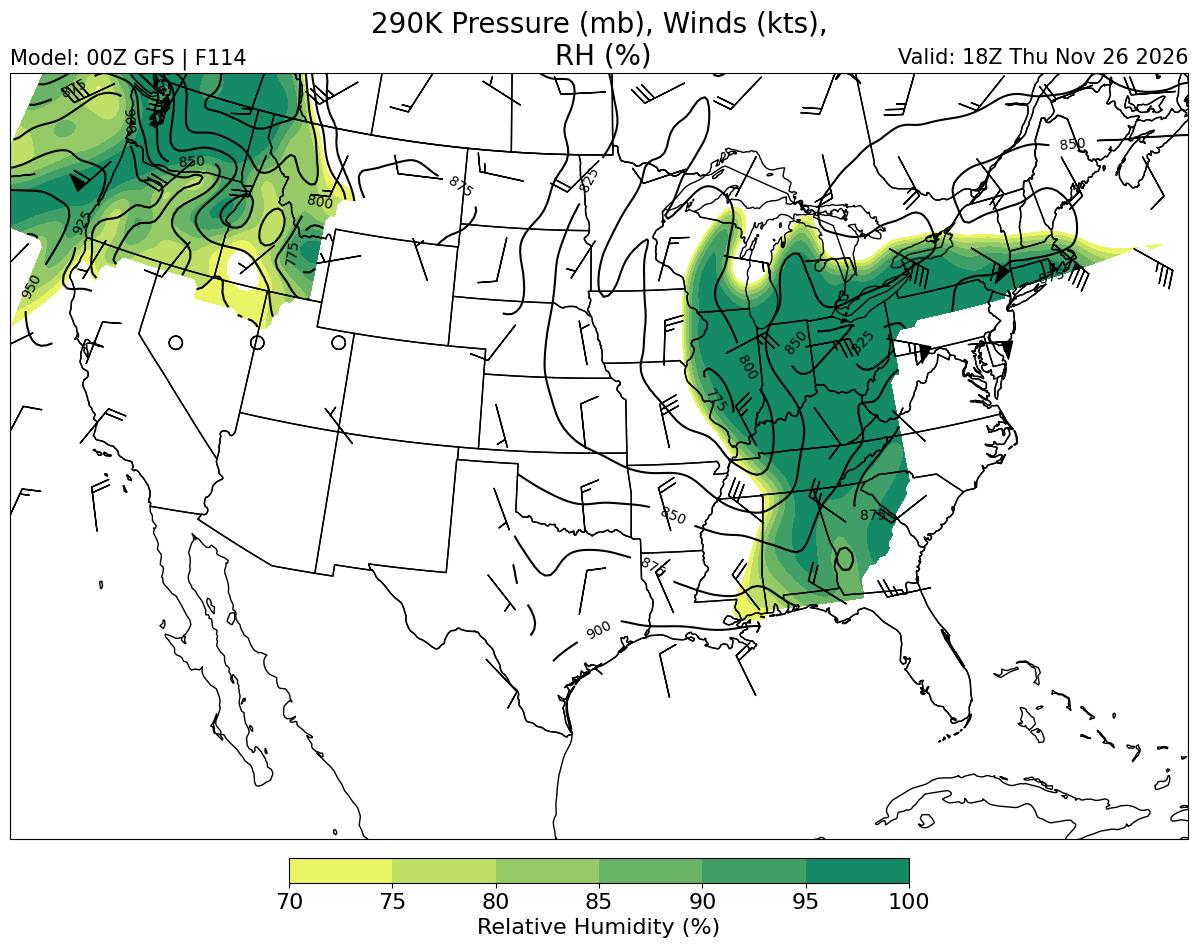 290K Pressure (mb), Winds (kts),
RH (%)
Model: 00Z GFS | F114
Valid: 18Z Thu Nov 26 2026
850
850
875
825
800
925
775
950
875
850
825
800
775
875
850
875
900
70 75 80 85 90 95 100
Relative Humidity (%)